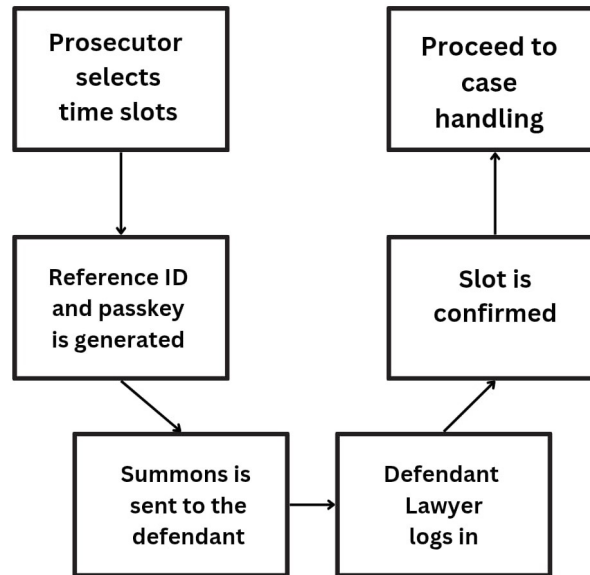 Prosecutor
selects
time slots
Reference ID
and passkey
is generated
Summons is
sent to the
defendant
Defendant
Lawyer
logs in
Slot is
confirmed
Proceed to
case
handling